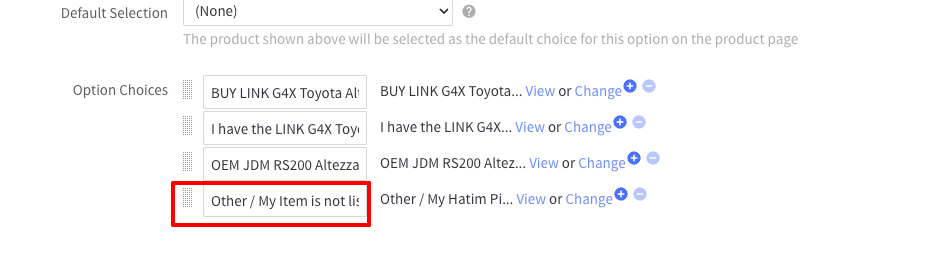 Default Selection (None)
The product shown above will be selected as the default choice for this option on the product page
Option Choices BUY LINK G4X Toyota Alt BUY LINK G4X Toyota... View or Change
I have the LINK G4X Toyo I have the LINK G4X... View or Change
OEM JDM RS200 Altezza OEM JDM RS200 Altez... View or Change
Other / My Item is not lis Other / My Hatim Pi... View or Change